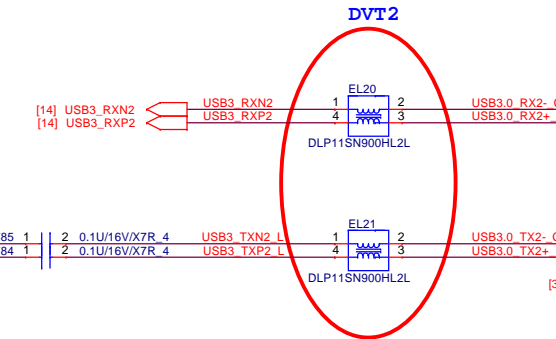 DVT2
EL20
[14] USB3_RXN2 USB3_RXN2 1 2 USB3.0_RX2-_
[14] USB3_RXP2 USB3_RXP2 4 3 USB3.0_RX2+_
DLP11SN900HL2L
EL21
85 1 2 0.1U/16V/X7R_4 USB3_TXN2_L 1 2 USB3.0_TX2-_
84 1 2 0.1U/16V/X7R_4 USB3_TXP2_L 4 3 USB3.0_TX2+_
DLP11SN900HL2L